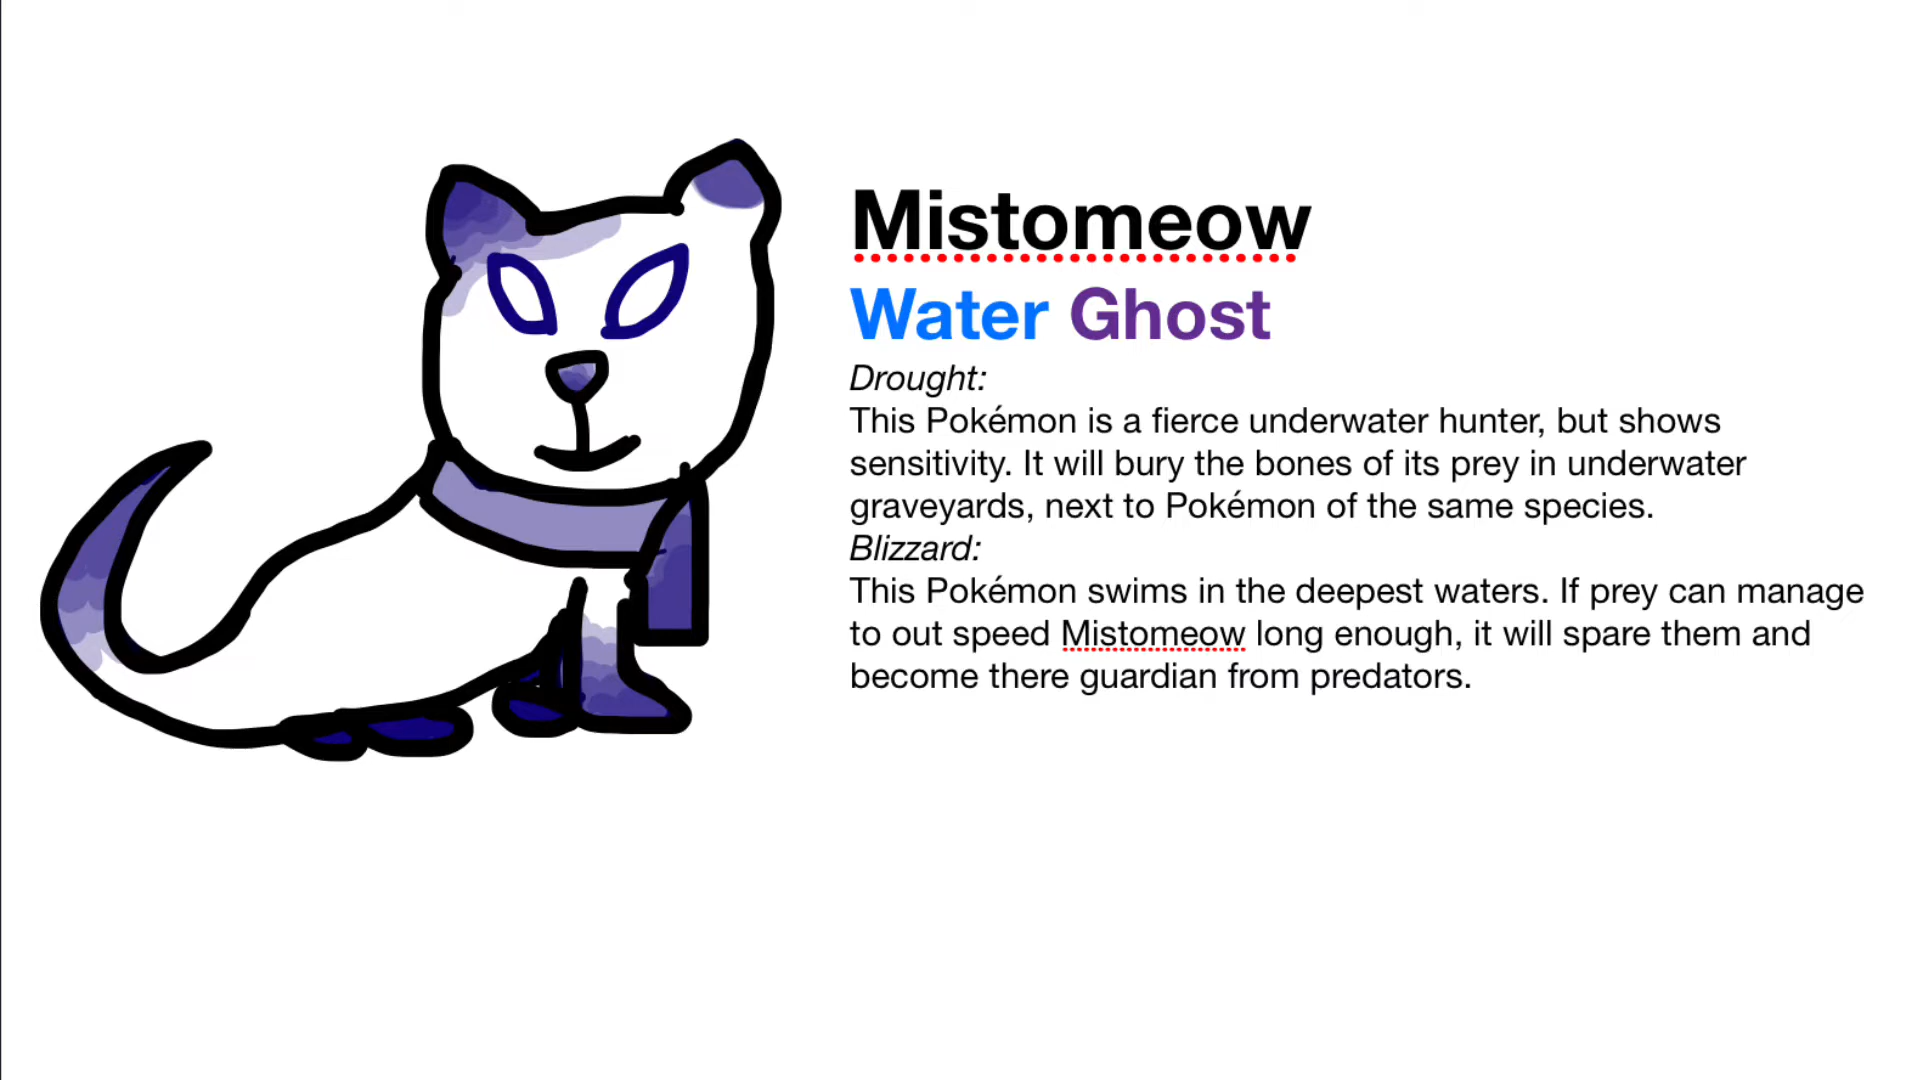 Mistomeow
Water Ghost
Drought:
This Pokémon is a fierce underwater hunter, but shows
sensitivity. It will bury the bones of its prey in underwater
graveyards, next to Pokémon of the same species.
Blizzard:
This Pokémon swims in the deepest waters. If prey can manage
to out speed Mistomeow long enough, it will spare them and
become there guardian from predators.